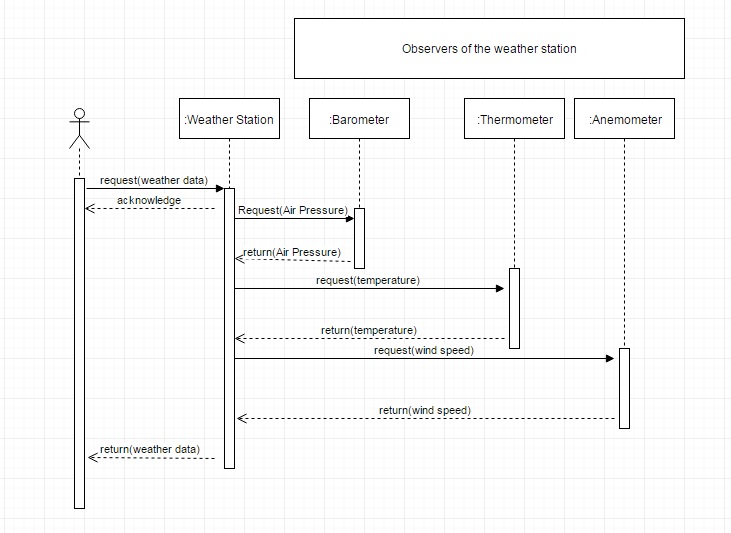 Observers of the weather station
:Weather Station
:Barometer
:Thermometer
:Anemometer
request(weather data)
acknowledge
Request(Air Pressure)
return(Air Pressure)
request(temperature)
return(temperature)
request(wind speed)
return(wind speed)
return(weather data)